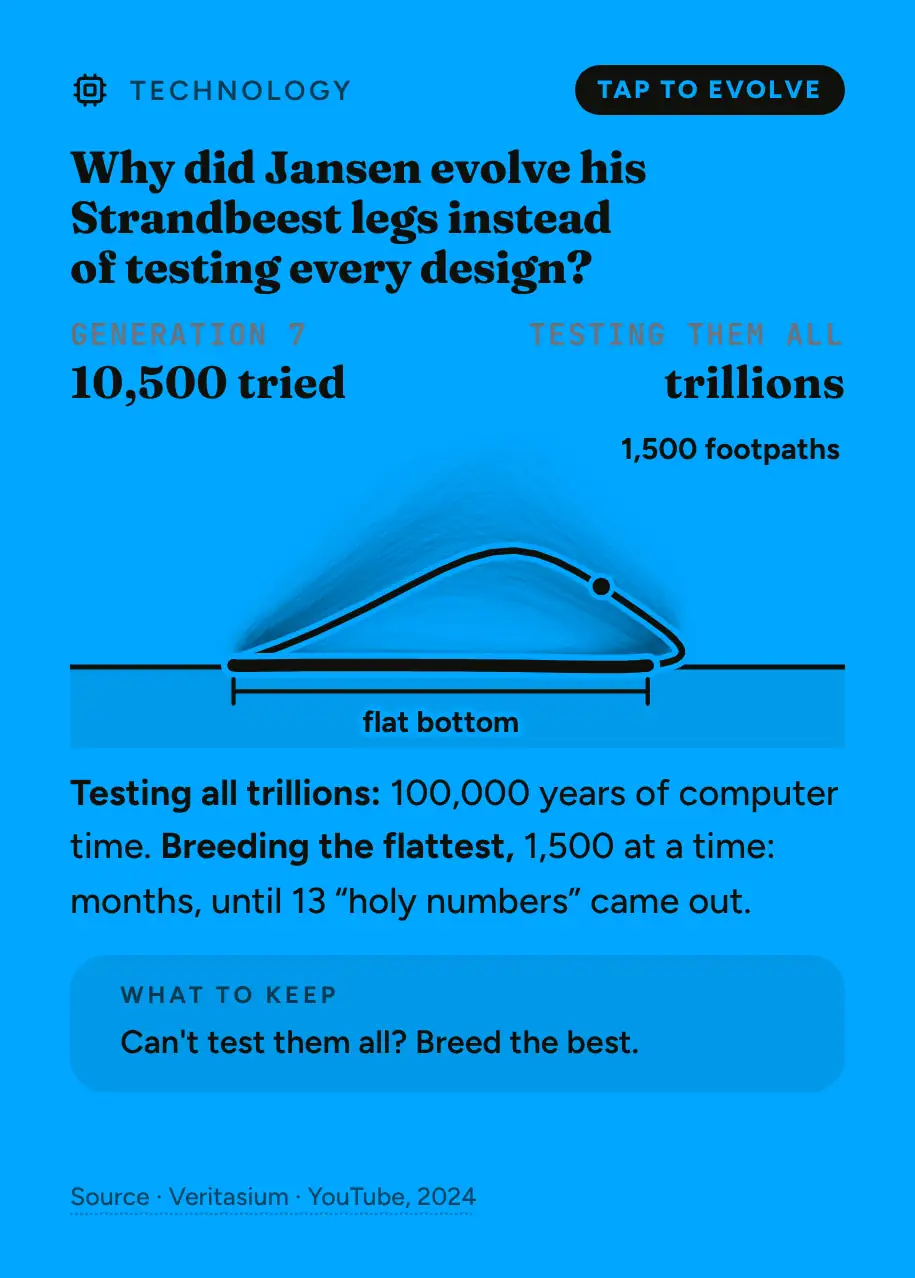 TECHNOLOGY
TAP TO EVOLVE
Why did Jansen evolve his
Strandbeest legs instead
of testing every design?
GENERATION 7
TESTING THEM ALL
10,500 tried
trillions
1,500 footpaths
flat bottom
Testing all trillions: 100,000 years of computer
time. Breeding the flattest, 1,500 at a time:
months, until 13 “holy numbers” came out.
WHAT TO KEEP
Can't test them all? Breed the best.
Source · Veritasium · YouTube, 2024